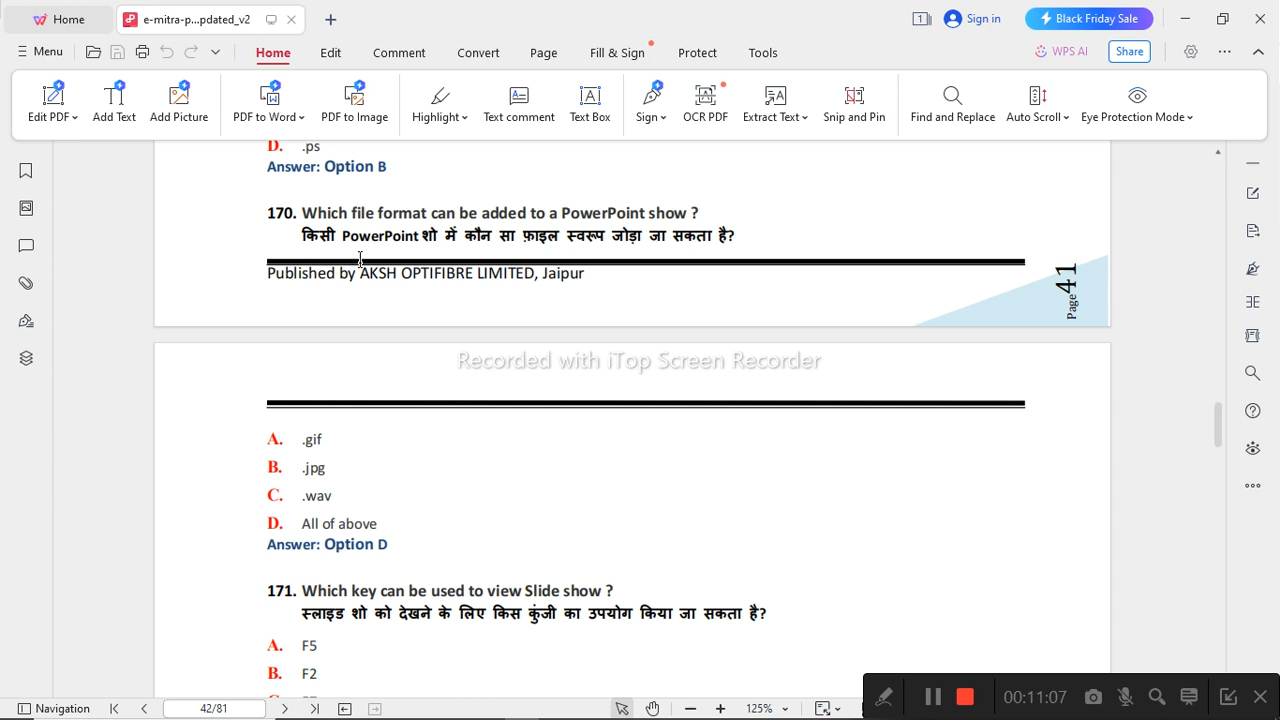 Home
e-mitra-p...pdated_v2
Sign in
Black Friday Sale
Menu
Home
Edit
Comment
Convert
Page
Fill & Sign
Protect
Tools
WPS AI
Share
Edit PDF
Add Text
Add Picture
PDF to Word
PDF to Image
Highlight
Text comment
Text Box
Sign
OCR PDF
Extract Text
Snip and Pin
Find and Replace
Auto Scroll
Eye Protection Mode
D. .ps
Answer: Option B
170. Which file format can be added to a PowerPoint show ?
किसी PowerPoint शो में कौन सा फ़ाइल स्वरूप जोड़ा जा सकता है?
Published by AKSH OPTIFIBRE LIMITED, Jaipur
Page41
Recorded with iTop Screen Recorder
A. .gif
B. .jpg
C. .wav
D. All of above
Answer: Option D
171. Which key can be used to view Slide show ?
स्लाइड शो को देखने के लिए किस कुंजी का उपयोग किया जा सकता है?
A. F5
B. F2
Navigation
42/81
125%
00:11:07